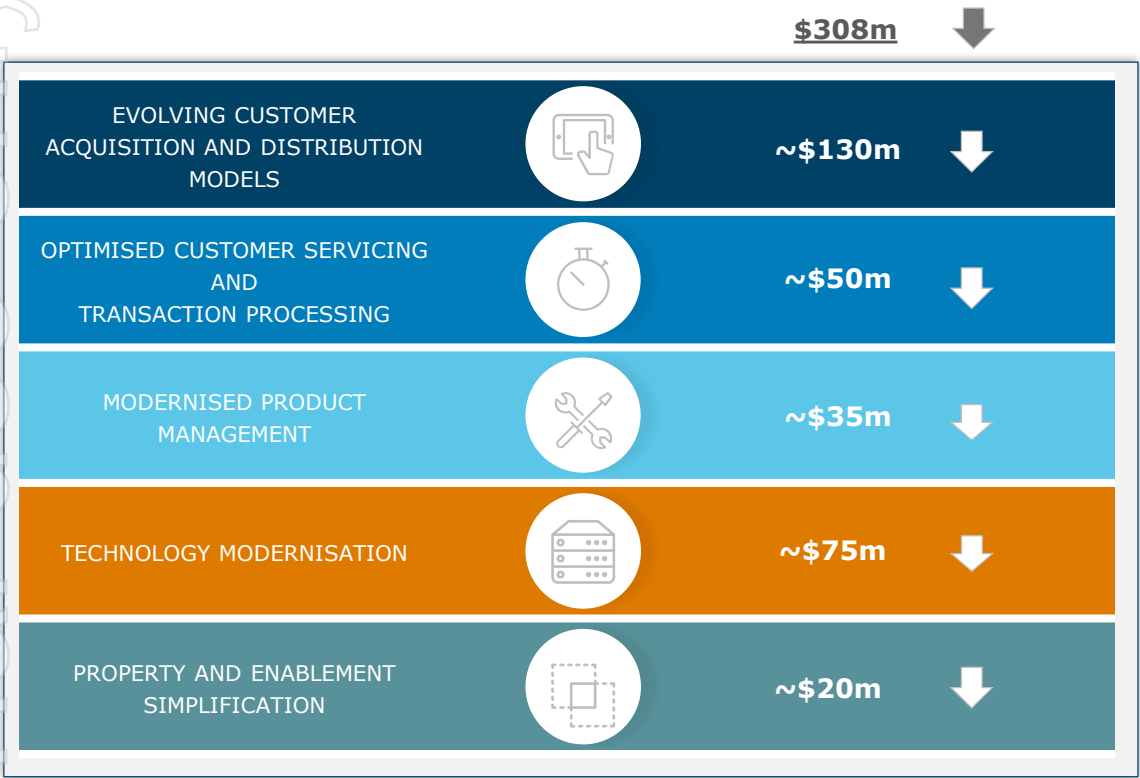 $308m
EVOLVING CUSTOMER
ACQUISITION AND DISTRIBUTION
MODELS
~$130m
OPTIMISED CUSTOMER SERVICING
AND
TRANSACTION PROCESSING
~$50m
MODERNISED PRODUCT
MANAGEMENT
~$35m
TECHNOLOGY MODERNISATION
~$75m
PROPERTY AND ENABLEMENT
SIMPLIFICATION
~$20m